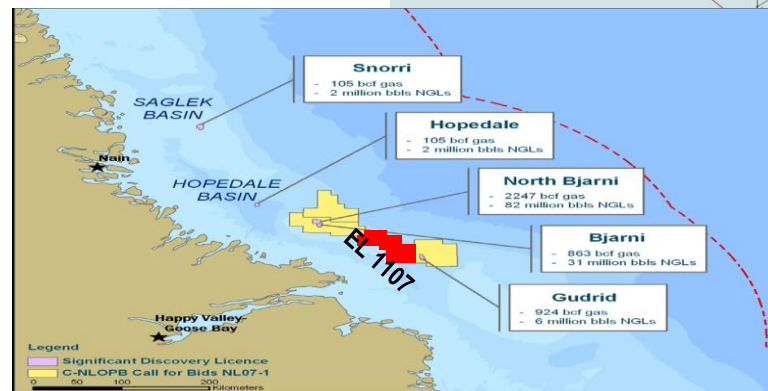 Snorri
- 105 bcf gas
- 2 million bbls NGLs
SAGLEK
BASIN
Hopedale
- 105 bcf gas
- 2 million bbls NGLs
Nain
HOPEDALE
BASIN
North Bjarni
- 2247 bcf gas
- 82 million bbls NGLs
Bjarni
- 863 bcf gas
- 31 million bbls NGLs
EL 1107
Gudrid
- 924 bcf gas
- 6 million bbls NGLs
Happy Valley-
Goose Bay
Legend
Significant Discovery Licence
C-NLOPB Call for Bids NL07-1
0 50 100 200
Kilometers